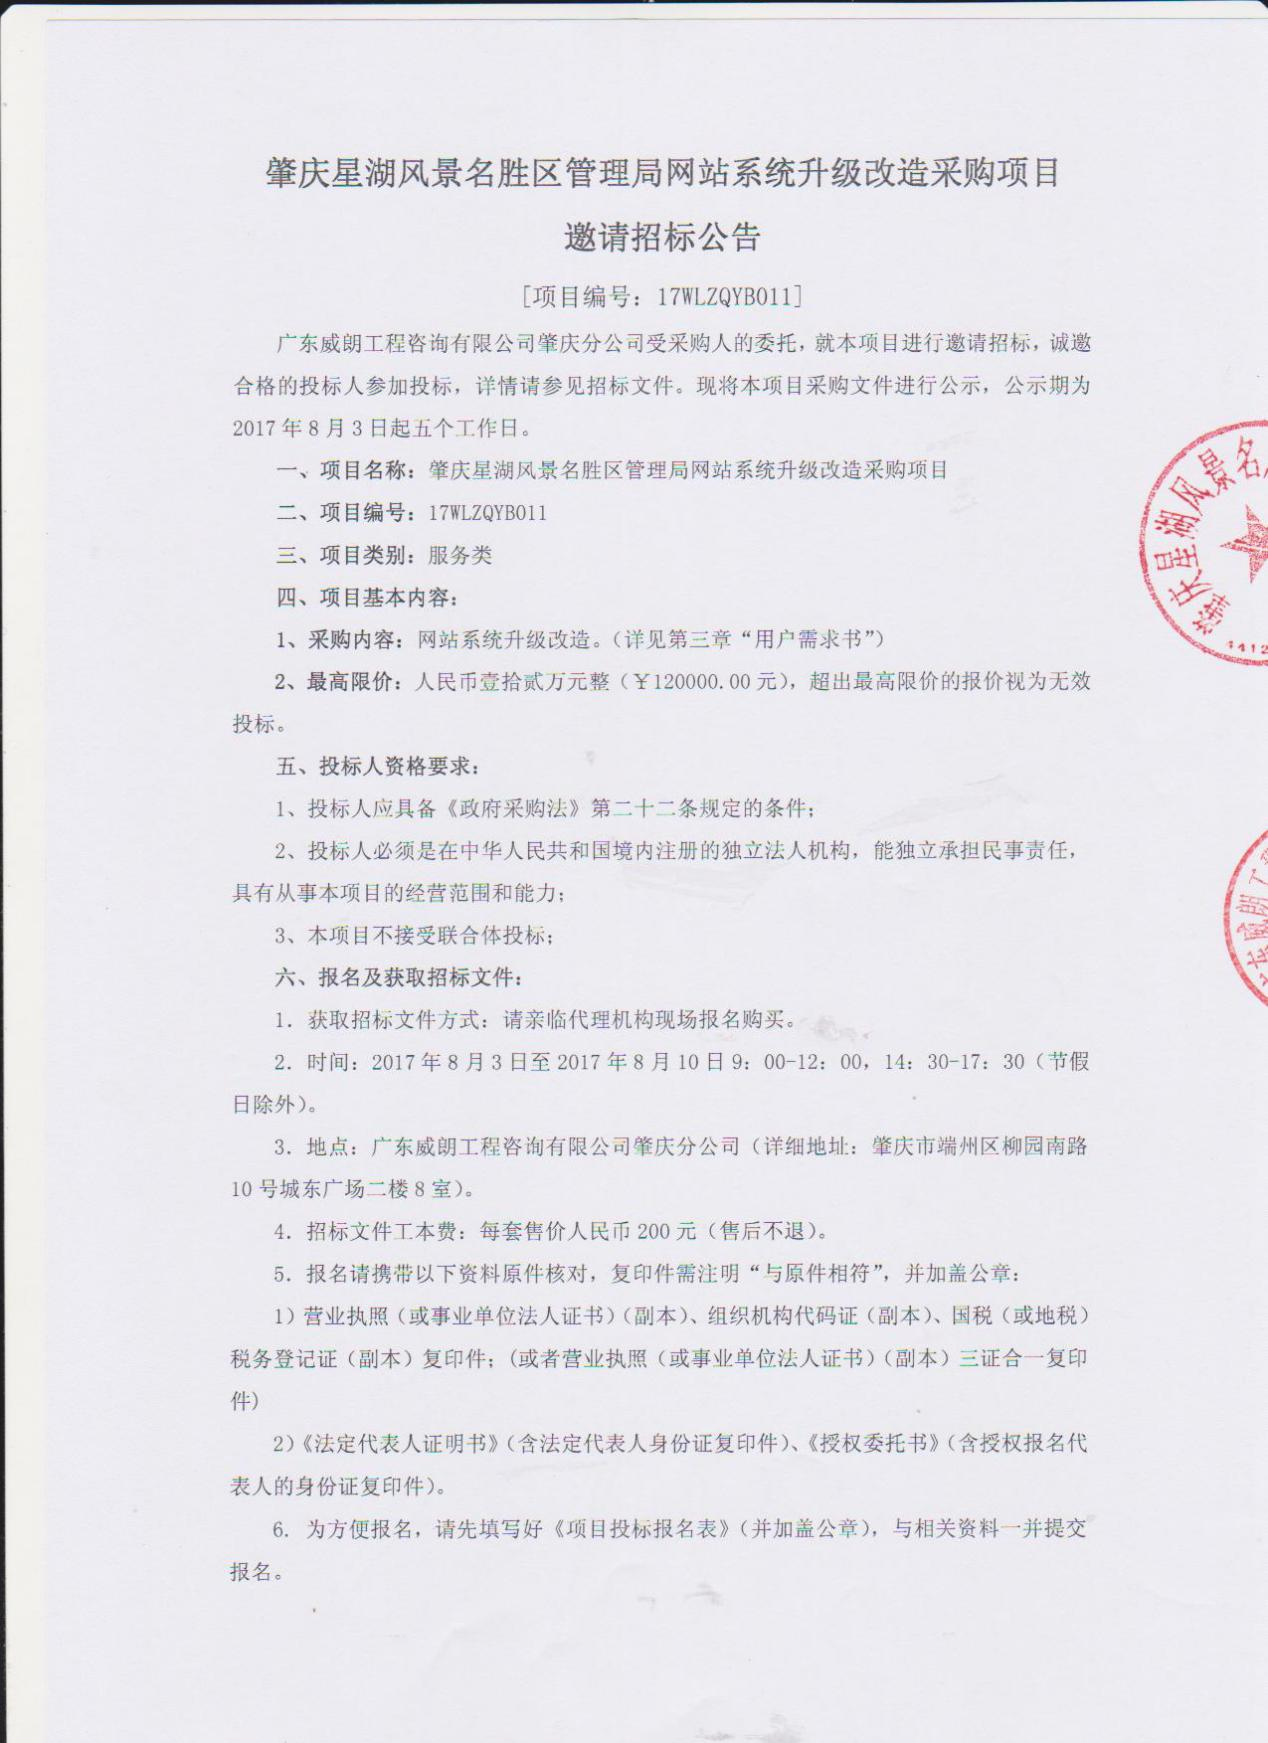 肇庆星湖风景名胜区管理局网站系统升级改造采购项目
邀请招标公告
[项目编号：17WLZQYB011]
广东威朗工程咨询有限公司肇庆分公司受采购人的委托，就本项目进行邀请招标，诚邀
合格的投标人参加投标，详情请参见招标文件。现将本项目采购文件进行公示，公示期为
2017年8月3日起五个工作日。
一、项目名称：肇庆星湖风景名胜区管理局网站系统升级改造采购项目
二、项目编号：17WLZQYB011
三、项目类别：服务类
四、项目基本内容：
1、采购内容：网站系统升级改造。（详见第三章“用户需求书”）
2、最高限价：人民币壹拾贰万元整（￥120000.00元），超出最高限价的报价视为无效
投标。
五、投标人资格要求：
1、投标人应具备《政府采购法》第二十二条规定的条件；
2、投标人必须是在中华人民共和国境内注册的独立法人机构，能独立承担民事责任，
具有从事本项目的经营范围和能力；
3、本项目不接受联合体投标；
六、报名及获取招标文件：
1．获取招标文件方式：请亲临代理机构现场报名购买。
2．时间：2017年8月3日至2017年8月10日9：00-12：00，14：30-17：30（节假
日除外）。
3．地点：广东威朗工程咨询有限公司肇庆分公司（详细地址：肇庆市端州区柳园南路
10号城东广场二楼8室）。
4．招标文件工本费：每套售价人民币200元（售后不退）。
5．报名请携带以下资料原件核对，复印件需注明“与原件相符”，并加盖公章：
1）营业执照（或事业单位法人证书）（副本）、组织机构代码证（副本）、国税（或地税）
税务登记证（副本）复印件；（或者营业执照（或事业单位法人证书）（副本）三证合一复印
件）
2）《法定代表人证明书》（含法定代表人身份证复印件）、《授权委托书》（含授权报名代
表人的身份证复印件）。
6．为方便报名，请先填写好《项目投标报名表》（并加盖公章），与相关资料一并提交
报名。
肇庆星湖风景名
4412
东威朗工